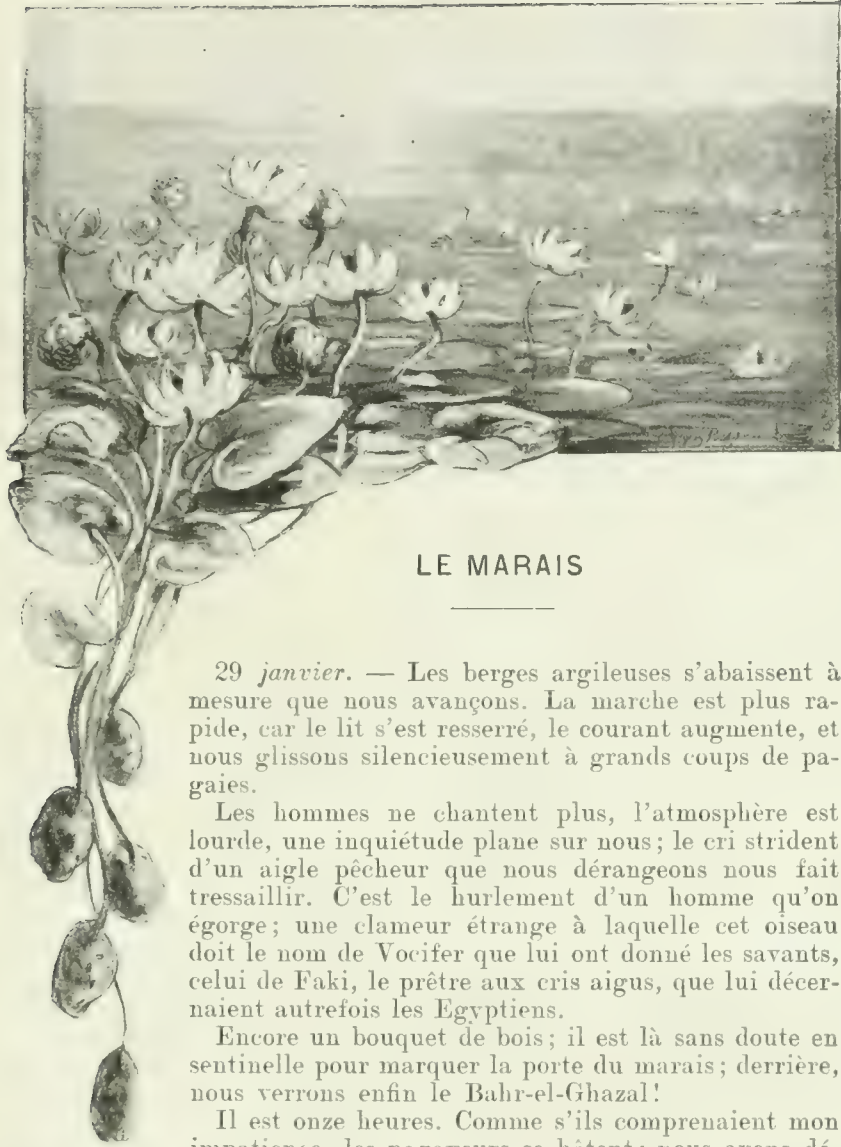 LE MARAIS
29 janvier. — Les berges argileuses s'abaissent à
mesure que nous avançons. La marche est plus ra-
pide, car le lit s'est resserré, le courant augmente, et
nous glissons silencieusement à grands coups de pa-
gaies.
Les hommes ne chantent plus, l'atmosphère est
lourde, une inquiétude plane sur nous; le cri strident
d'un aigle pêcheur que nous dérangeons nous fait
tressaillir. C'est le hurlement d'un homme qu'on
égorge; une clameur étrange à laquelle cet oiseau
doit le nom de Vocifer que lui ont donné les savants,
celui de Faki, le prêtre aux cris aigus, que lui décer-
naient autrefois les Egyptiens.
Encore un bouquet de bois; il est là sans doute en
sentinelle pour marquer la porte du marais; derrière,
nous verrons enfin le Bahr-el-Ghazal!
Il est onze heures. Comme s'ils comprenaient mon